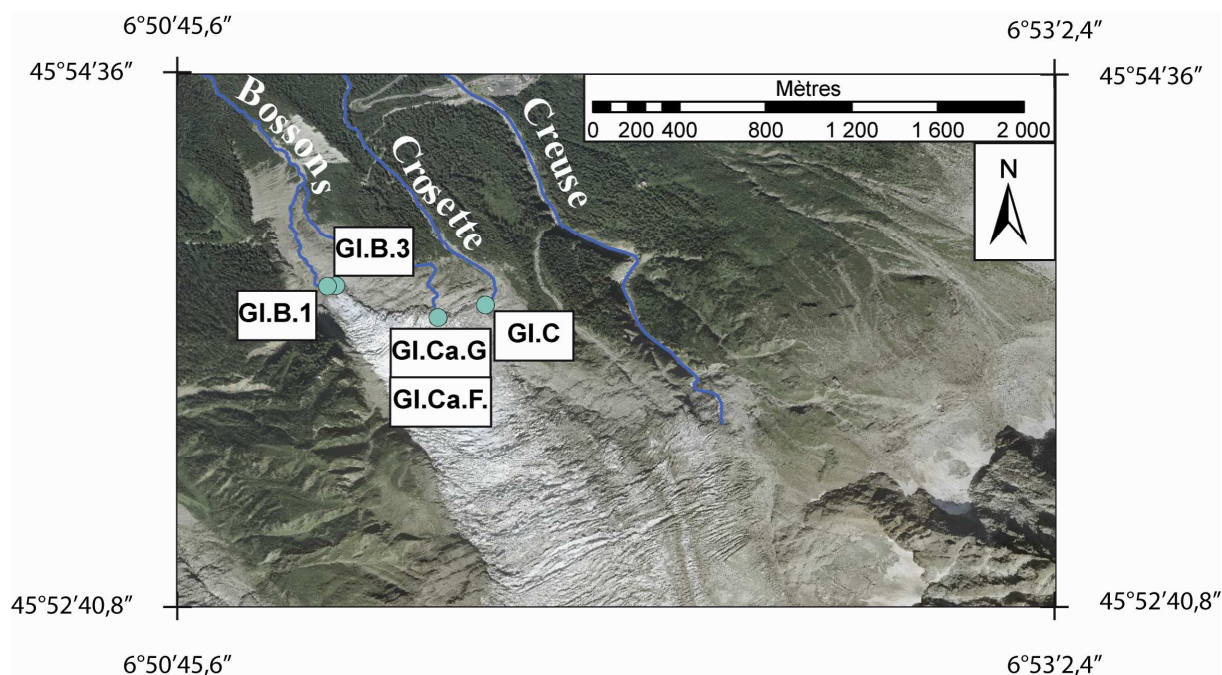 6°50′45,6″
6°53′2,4″
45°54′36″
45°54′36″
Mètres
0 200 400 800 1 200 1 600 2 000
N
Bossons
Crosette
Creuse
Gl.B.3
Gl.B.1
Gl.C
Gl.Ca.G
Gl.Ca.F.
45°52′40,8″
45°52′40,8″
6°50′45,6″
6°53′2,4″